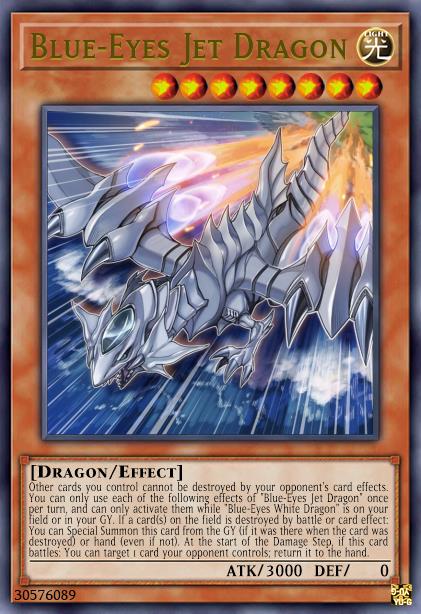 Blue-Eyes Jet Dragon
LIGHT
光
[Dragon/Effect]
Other cards you control cannot be destroyed by your opponent's card effects.
You can only use each of the following effects of "Blue-Eyes Jet Dragon" once
per turn, and can only activate them while "Blue-Eyes White Dragon" is on your
field or in your GY. If a card(s) on the field is destroyed by battle or card effect:
You can Special Summon this card from the GY (if it was there when the card was
destroyed) or hand (even if not). At the start of the Damage Step, if this card
battles: You can target 1 card your opponent controls; return it to the hand.
ATK/3000 DEF/ 0
30576089